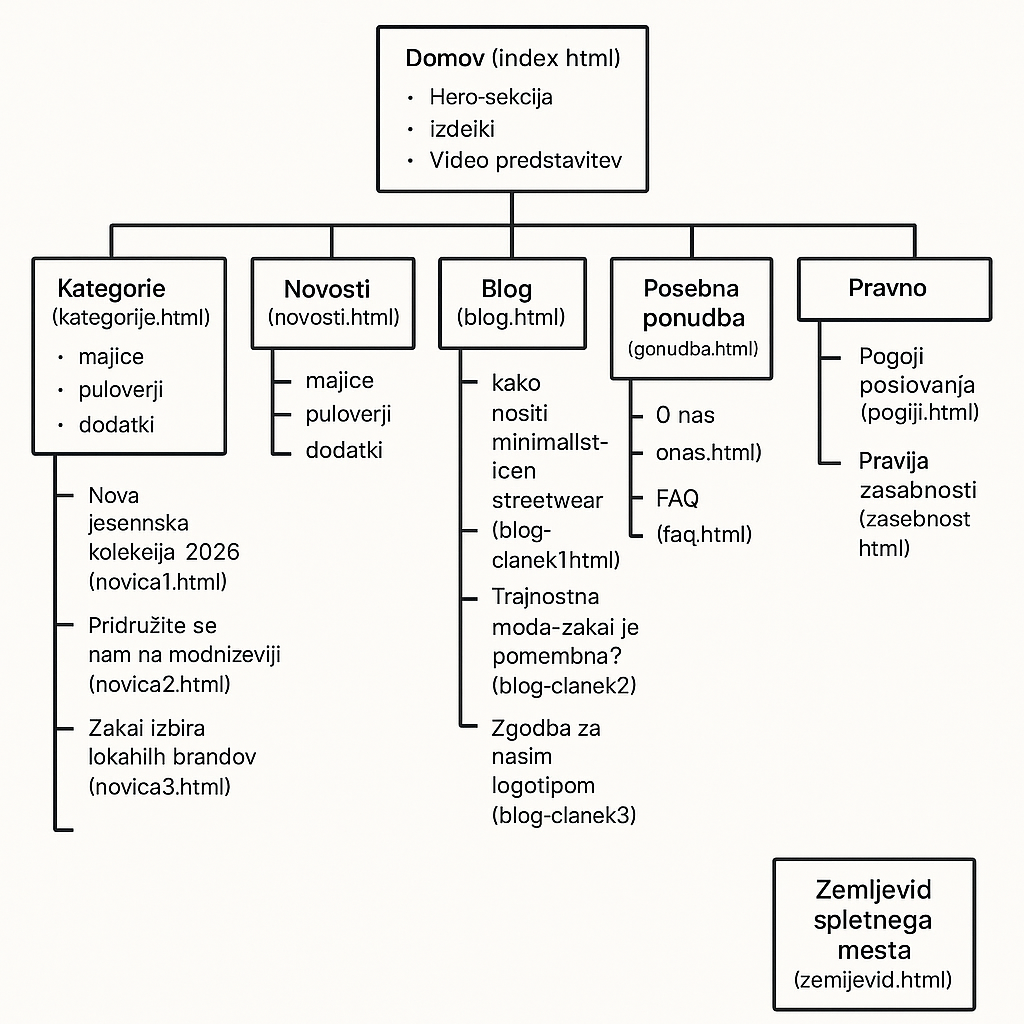 Domov (index html)
· Hero-sekcija
· izdeiki
· Video predstavitev
Kategorie
(kategorije.html)
· majice
· puloverji
· dodatki
Nova
jesennska
kolekeija 2026
(novica1.html)
Pridružite se
nam na modnizeviji
(novica2.html)
Zakai izbira
lokahilh brandov
(novica3.html)
Novosti
(novosti.html)
majice
puloverji
dodatki
Blog
(blog.html)
kako
nositi
minimallst-
icen
streetwear
(blog-
clanek1html)
Trajnostna
moda-zakai je
pomembna?
(blog-clanek2)
Zgodba za
nasim
logotipom
(blog-clanek3)
Posebna
ponudba
(gonudba.html)
O nas
onas.html)
FAQ
(faq.html)
Pravno
Pogoji
posiovanja
(pogiji.html)
Pravija
zasabnosti
(zasebnost
html)
Zemljevid
spletnega
mesta
(zemijevid.html)